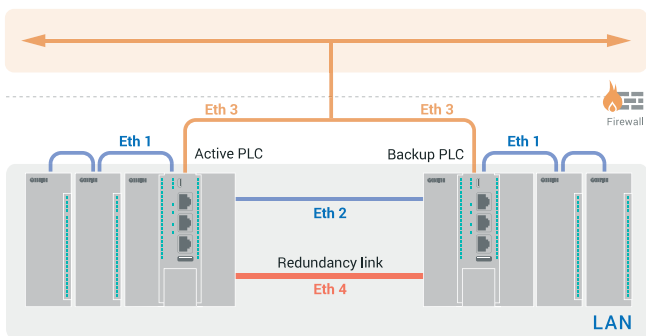 Eth 3
Eth 3
Firewall
Eth 1
Eth 1
Active PLC
Backup PLC
Eth 2
Redundancy link
Eth 4
LAN